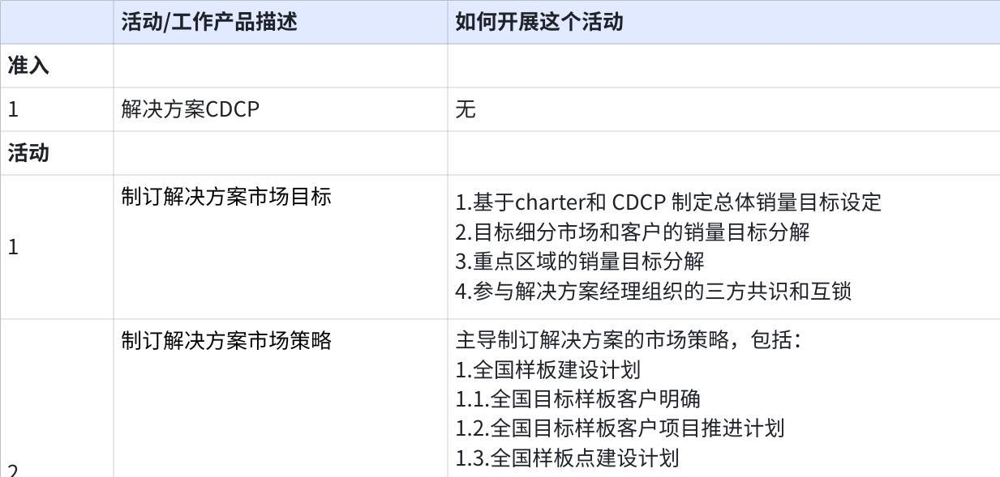 活动/工作产品描述 如何开展这个活动
准入
1 解决方案CDCP 无
活动
制订解决方案市场目标
1
1.基于charter和 CDCP 制定总体销量目标设定
2.目标细分市场和客户的销量目标分解
3.重点区域的销量目标分解
4.参与解决方案经理组织的三方共识和互锁
制订解决方案市场策略
2
主导制订解决方案的市场策略，包括：
1.全国样板建设计划
1.1.全国目标样板客户明确
1.2.全国目标样板客户项目推进计划
1.3.全国样板点建设计划